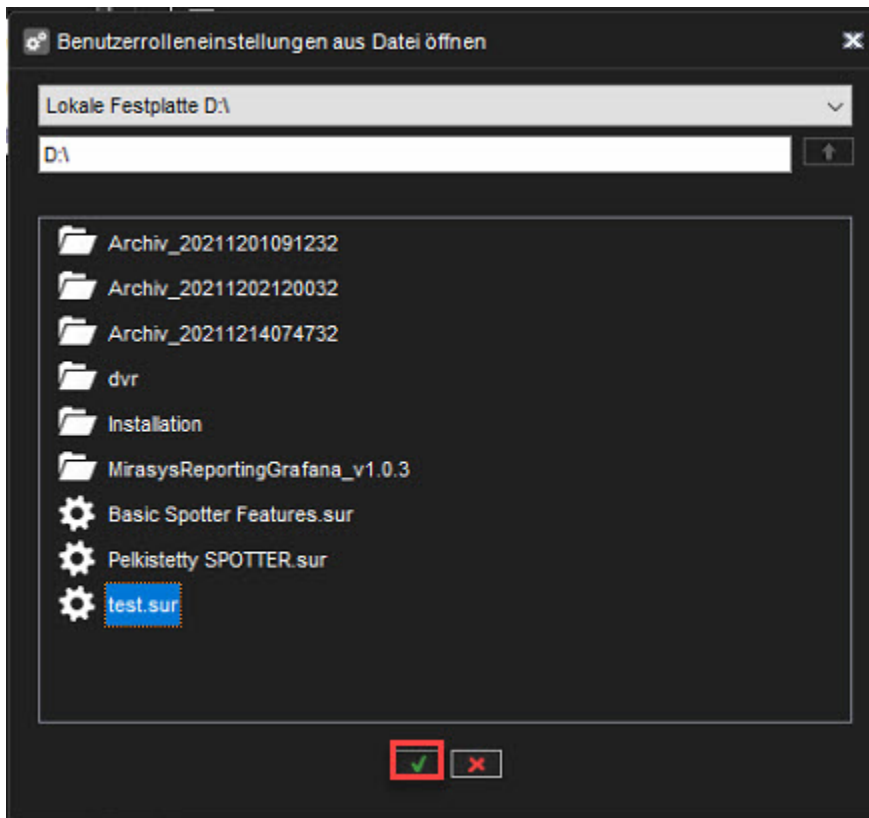 Benutzerrolleneinstellungen aus Datei öffnen
Lokale Festplatte D:\
D:\
Archiv_20211201091232
Archiv_20211202120032
Archiv_20211214074732
dvr
Installation
MirasysReportingGrafana_v1.0.3
Basic Spotter Features.sur
Pelkistetty SPOTTER.sur
test.sur